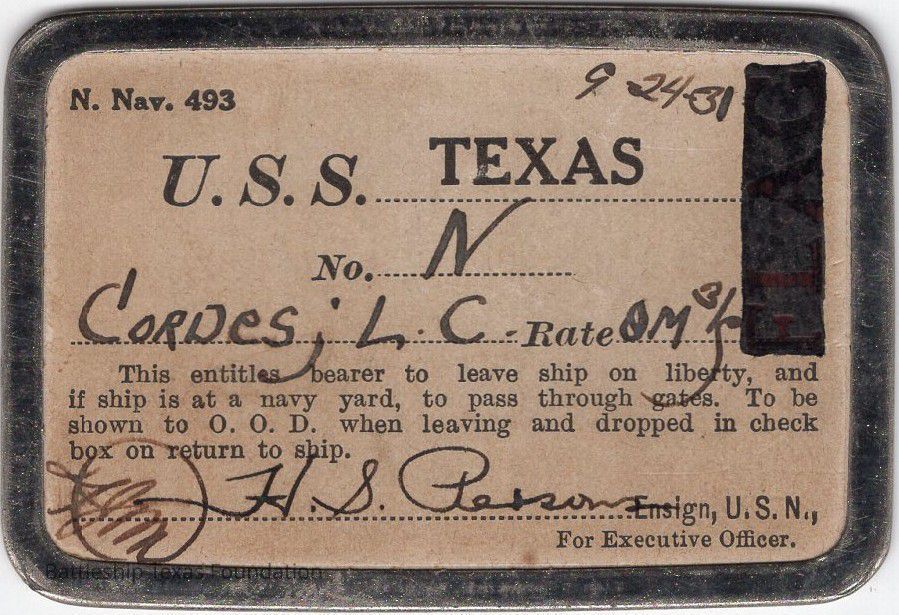 N. Nav. 493
9-24-31
U.S.S. TEXAS
No. N
Cordes, L.C. Rate
This entitles bearer to leave ship on liberty, and
if ship is at a navy yard, to pass through gates. To be
shown to O. O. D. when leaving and dropped in check
box on return to ship.
H. S. Persons Ensign, U.S.N.,
For Executive Officer.
Battleship Texas Foundation